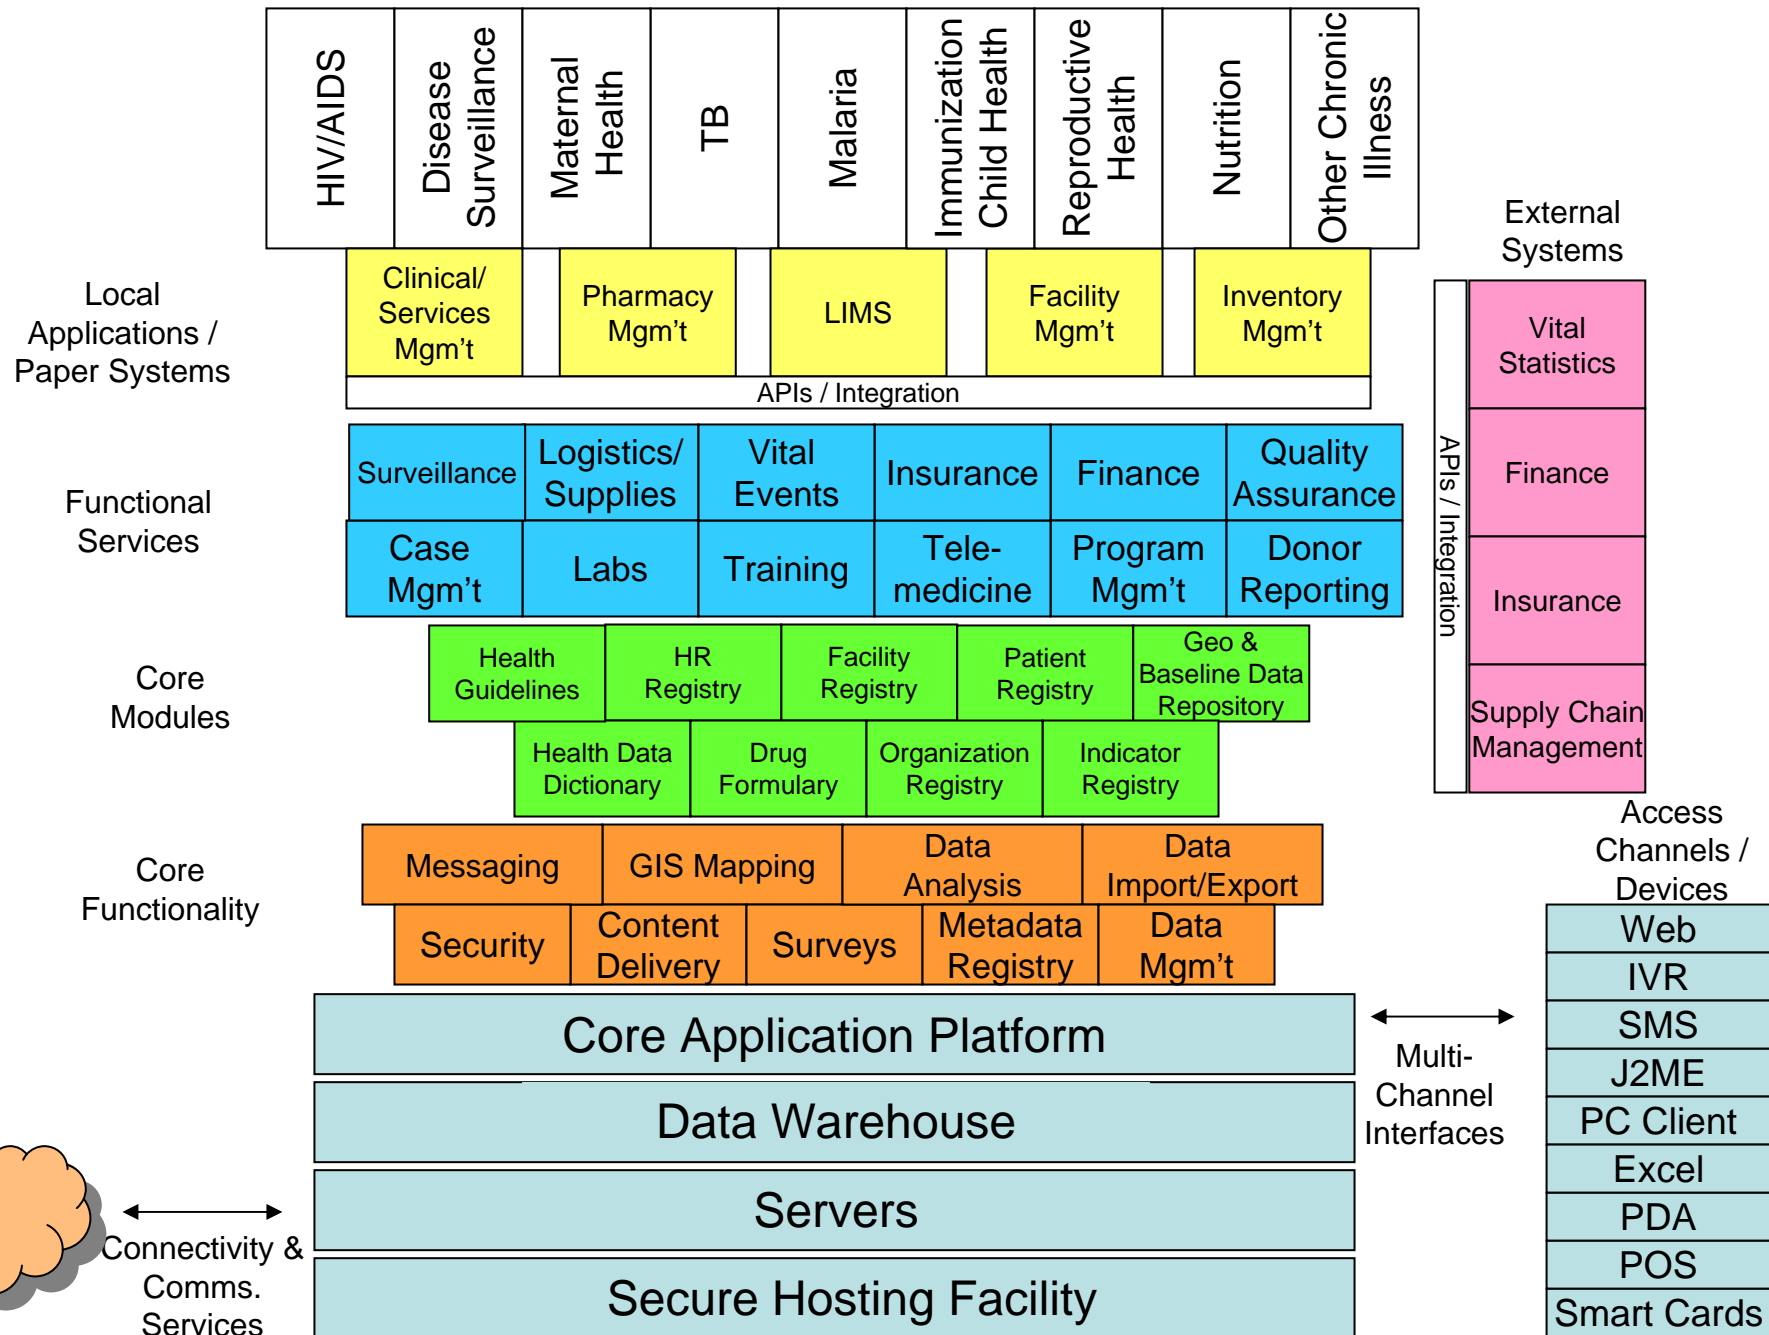 HIV/AIDS
Disease
Surveillance
Maternal
Health
TB
Malaria
Immunization
Child Health
Reproductive
Health
Nutrition
Other Chronic
Illness
Local
Applications /
Paper Systems
Clinical/
Services
Mgm't
Pharmacy
Mgm't
LIMS
Facility
Mgm't
Inventory
Mgm't
APIs / Integration
External
Systems
APIs / Integration
Vital
Statistics
Finance
Insurance
Supply Chain
Management
Functional
Services
Surveillance
Logistics/
Supplies
Vital
Events
Insurance
Finance
Quality
Assurance
Case
Mgm't
Labs
Training
Tele-
medicine
Program
Mgm't
Donor
Reporting
Core
Modules
Health
Guidelines
HR
Registry
Facility
Registry
Patient
Registry
Geo &
Baseline Data
Repository
Health Data
Dictionary
Drug
Formulary
Organization
Registry
Indicator
Registry
Core
Functionality
Messaging
GIS Mapping
Data
Analysis
Data
Import/Export
Security
Content
Delivery
Surveys
Metadata
Registry
Data
Mgm't
Core Application Platform
Data Warehouse
Servers
Secure Hosting Facility
Connectivity &
Comms.
Services
Multi-
Channel
Interfaces
Access
Channels /
Devices
Web
IVR
SMS
J2ME
PC Client
Excel
PDA
POS
Smart Cards